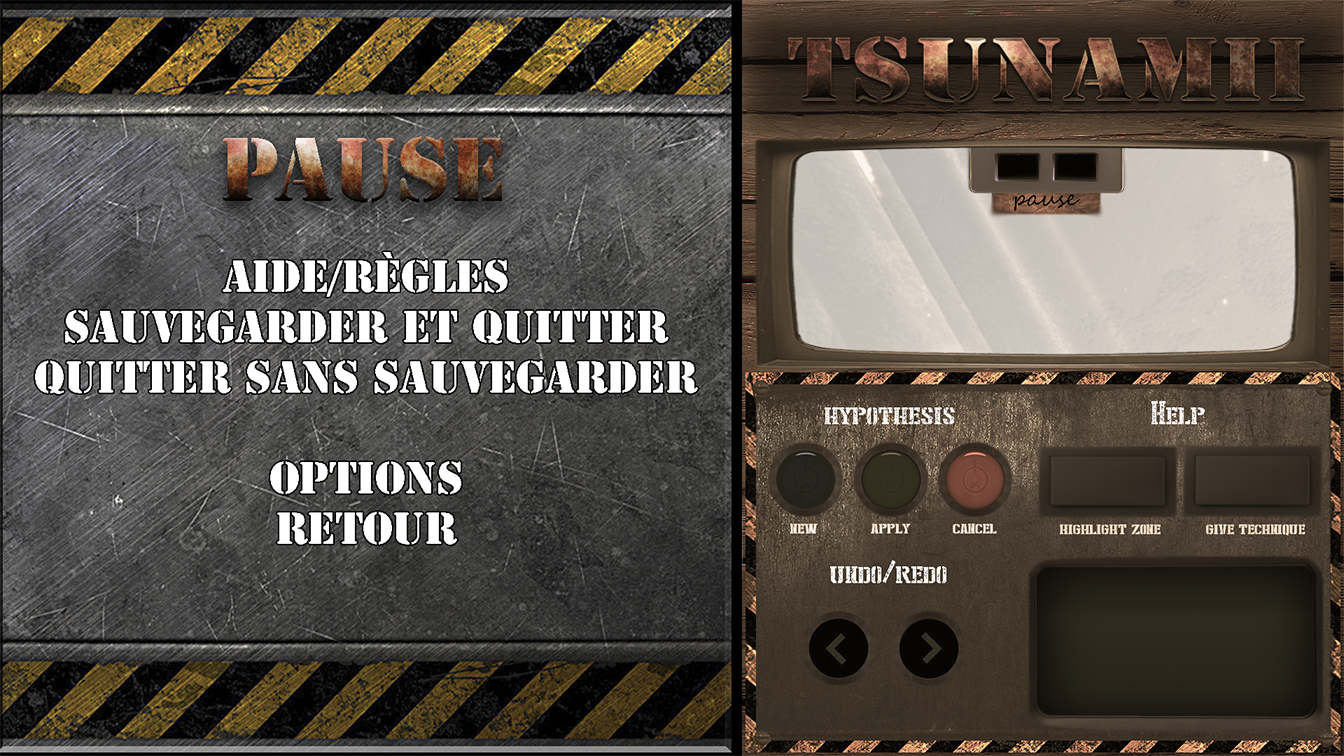 PAUSE
AIDE/RÈGLES
SAUVEGARDER ET QUITTER
QUITTER SANS SAUVEGARDER
OPTIONS
RETOUR
TSUNAMII
pause
HYPOTHESIS
HELP
NEW
APPLY
CANCEL
HIGHLIGHT ZONE
GIVE TECHNIQUE
UNDO/REDO